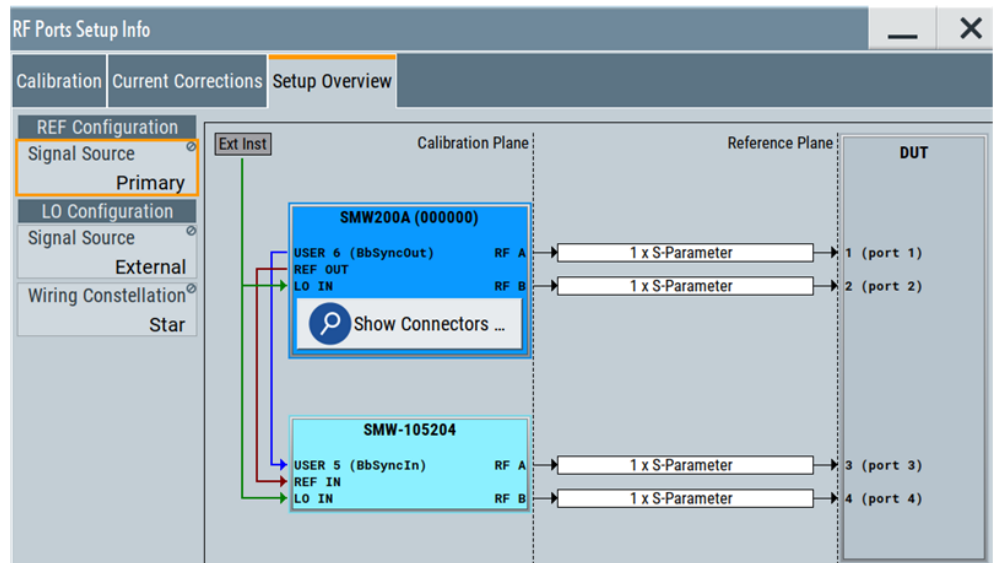 RF Ports Setup Info
Calibration Current Corrections Setup Overview
REF Configuration
Signal Source
Primary
LO Configuration
Signal Source
External
Wiring Constellation
Star
Ext Inst
Calibration Plane
Reference Plane
DUT
SMW200A (000000)
USER 6 (BbSyncOut) RF A
REF OUT
LO IN RF B
Show Connectors ...
1 x S-Parameter
1 (port 1)
1 x S-Parameter
2 (port 2)
SMW-105204
USER 5 (BbSyncIn) RF A
REF IN
LO IN RF B
1 x S-Parameter
3 (port 3)
1 x S-Parameter
4 (port 4)